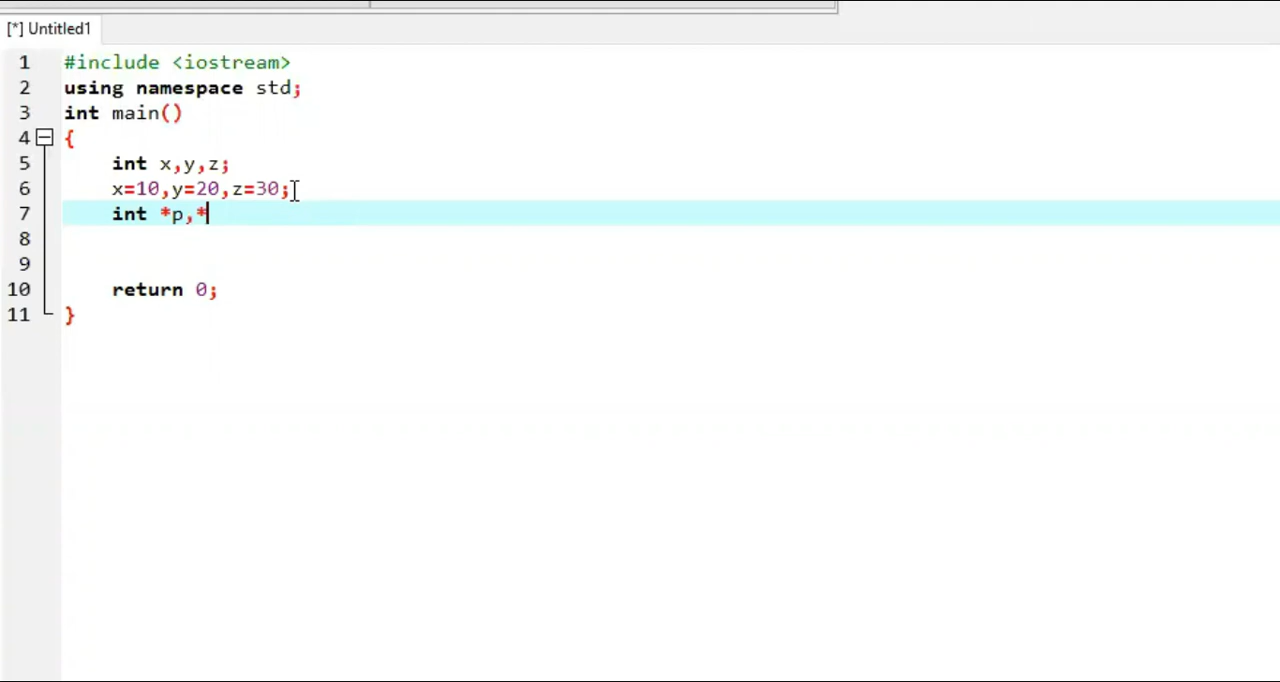 [*] Untitled1
1 #include <iostream>
2 using namespace std;
3 int main()
4 {
5 int x,y,z;
6 x=10,y=20,z=30;
7 int *p,*
8
9
10 return 0;
11 }